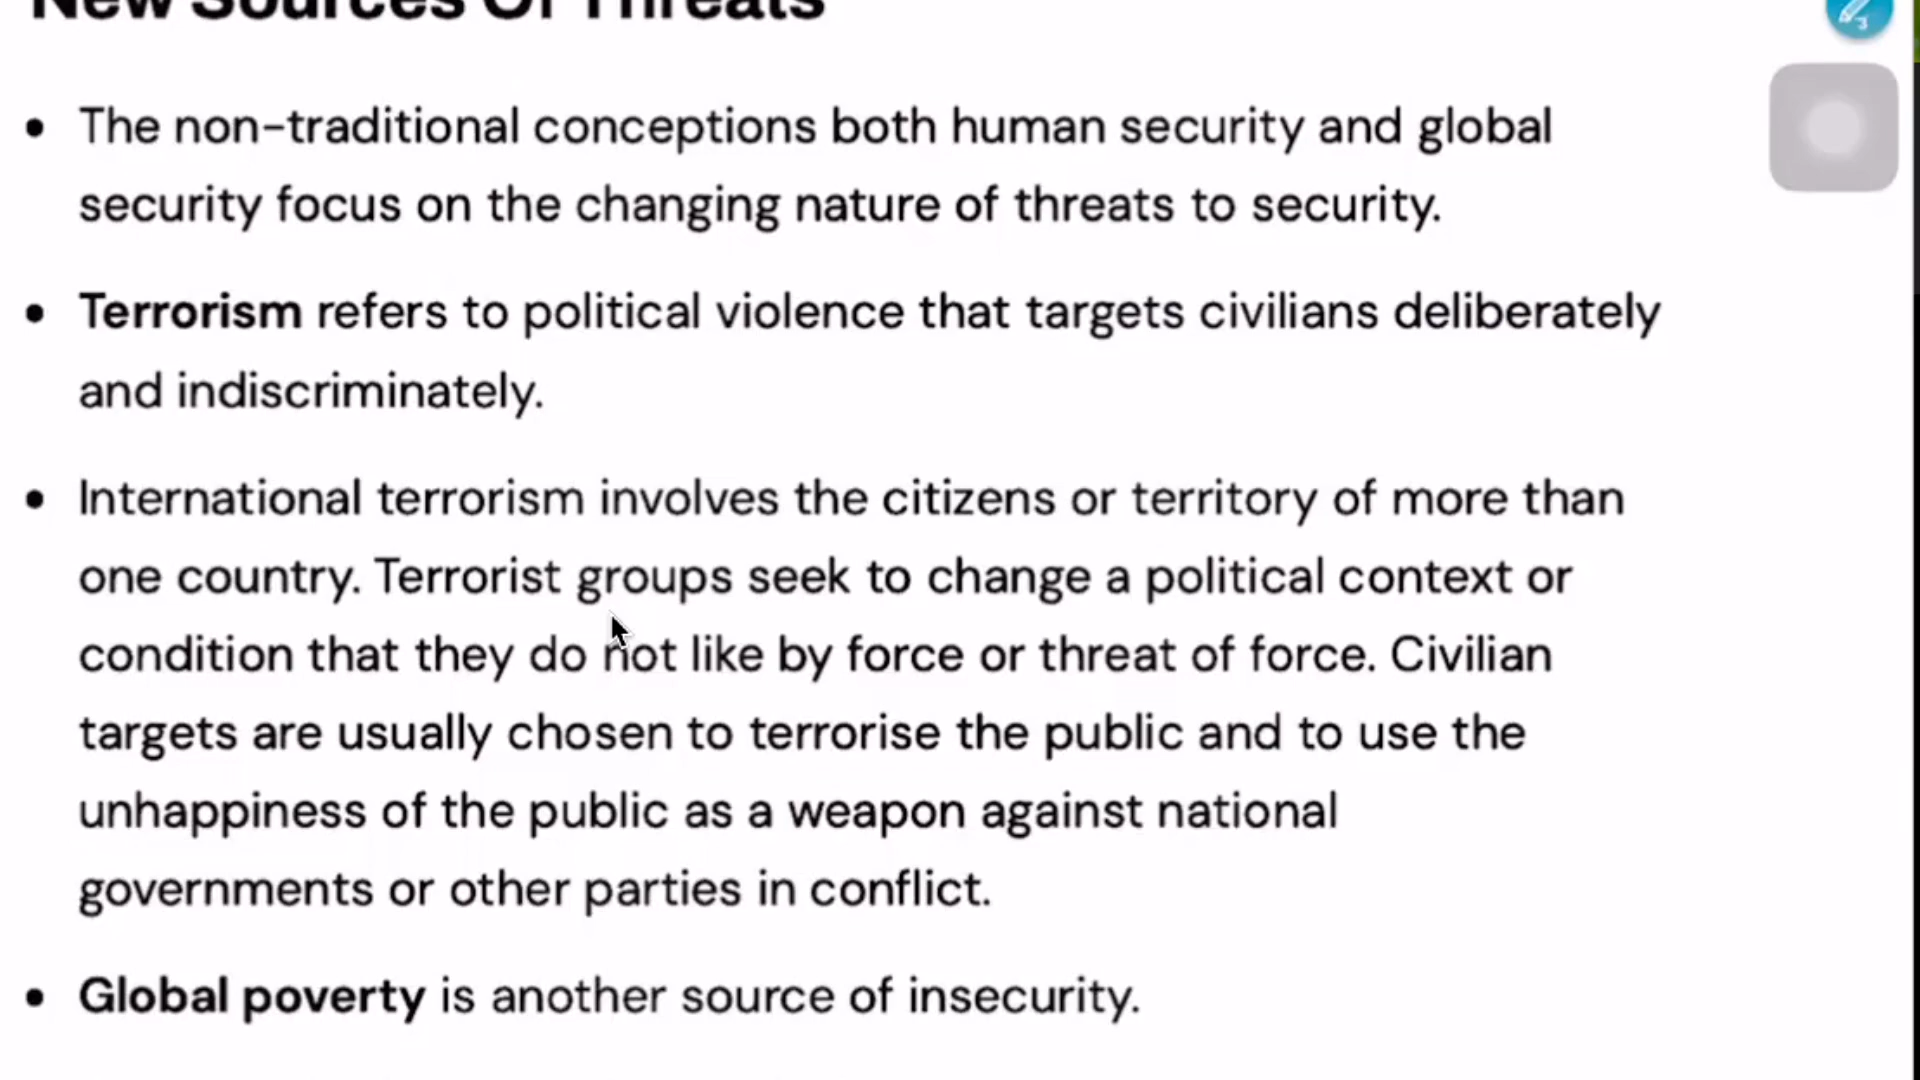 New Sources Of Threats
• The non-traditional conceptions both human security and global
security focus on the changing nature of threats to security.
• Terrorism refers to political violence that targets civilians deliberately
and indiscriminately.
• International terrorism involves the citizens or territory of more than
one country. Terrorist groups seek to change a political context or
condition that they do not like by force or threat of force. Civilian
targets are usually chosen to terrorise the public and to use the
unhappiness of the public as a weapon against national
governments or other parties in conflict.
• Global poverty is another source of insecurity.
3